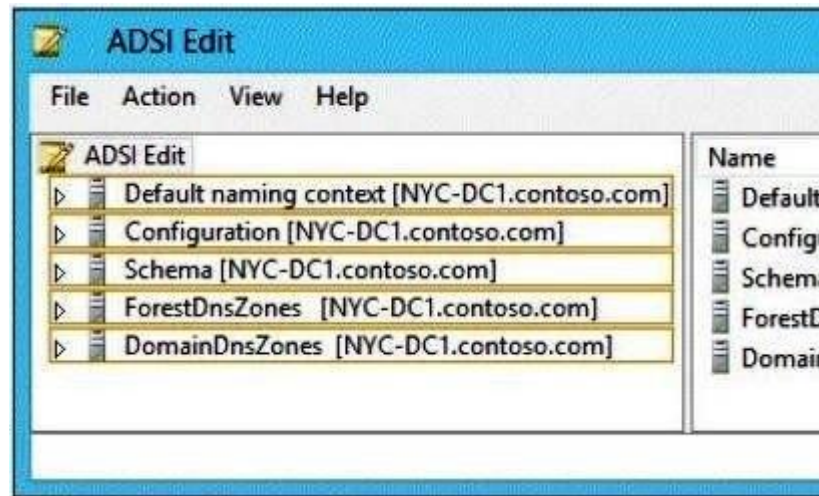 ADSI Edit
File Action View Help
ADSI Edit
Default naming context [NYC-DC1.contoso.com]
Configuration [NYC-DC1.contoso.com]
Schema [NYC-DC1.contoso.com]
ForestDnsZones [NYC-DC1.contoso.com]
DomainDnsZones [NYC-DC1.contoso.com]
Name
Default
Configu
Schema
ForestD
Domain